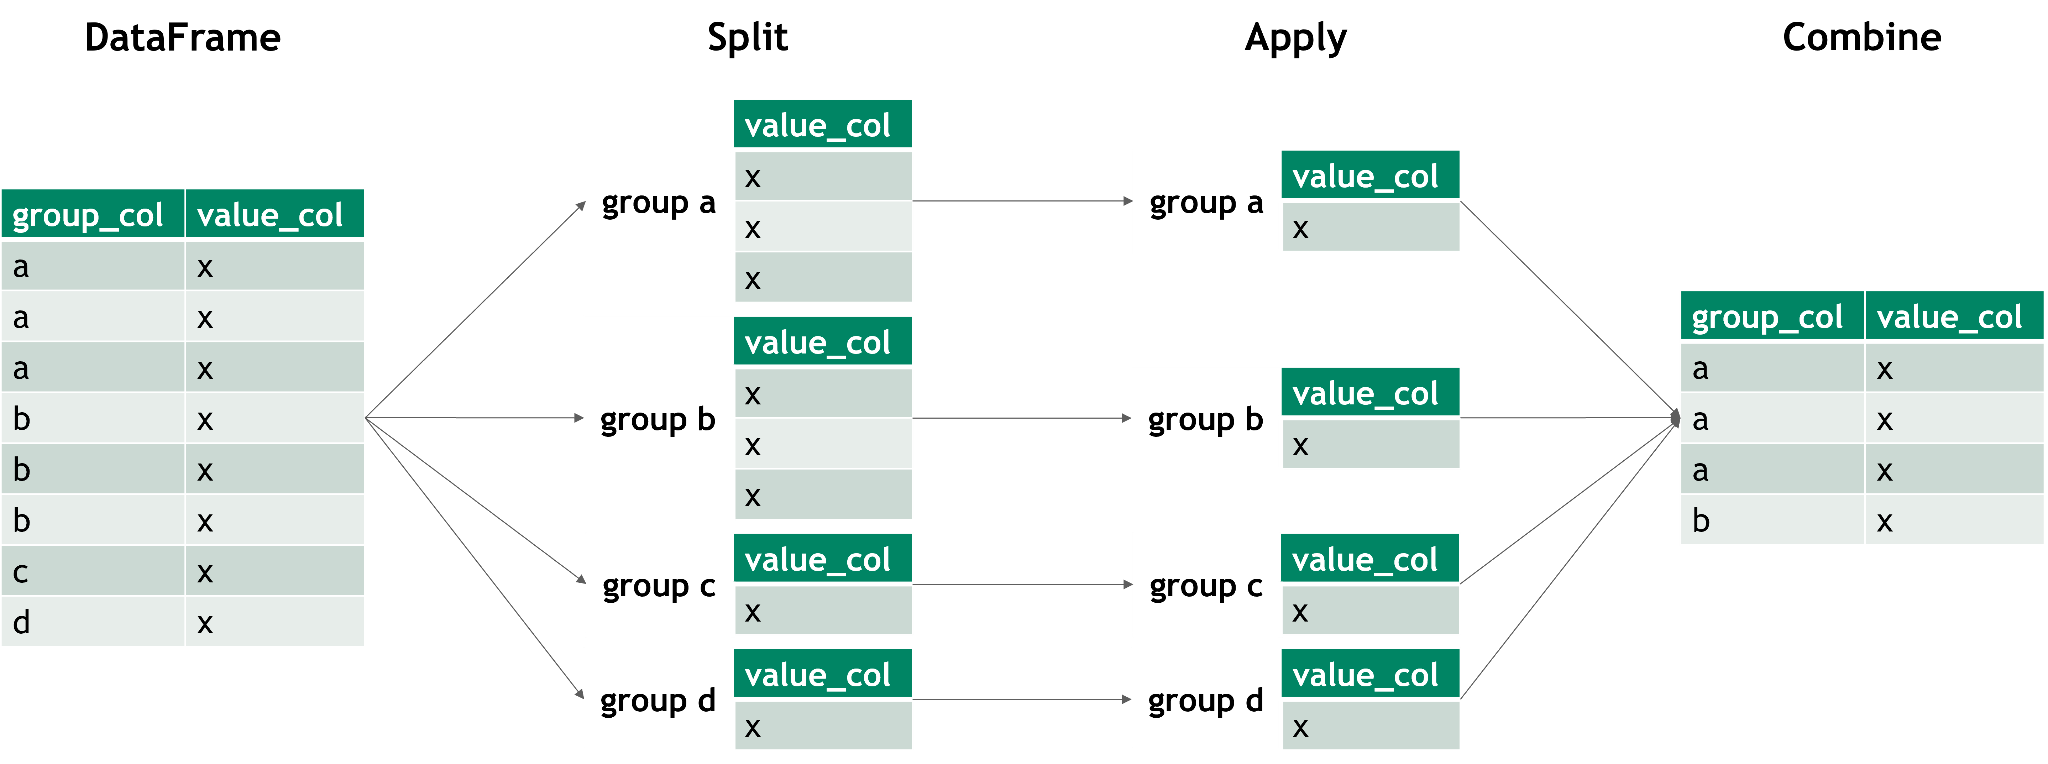 DataFrame
group_col value_col
a x
a x
a x
b x
b x
b x
c x
d x
Split
group a
value_col
x
x
x
group b
value_col
x
x
x
group c
value_col
x
group d
value_col
x
Apply
group a
value_col
x
group b
value_col
x
group c
value_col
x
group d
value_col
x
Combine
group_col value_col
a x
a x
a x
b x